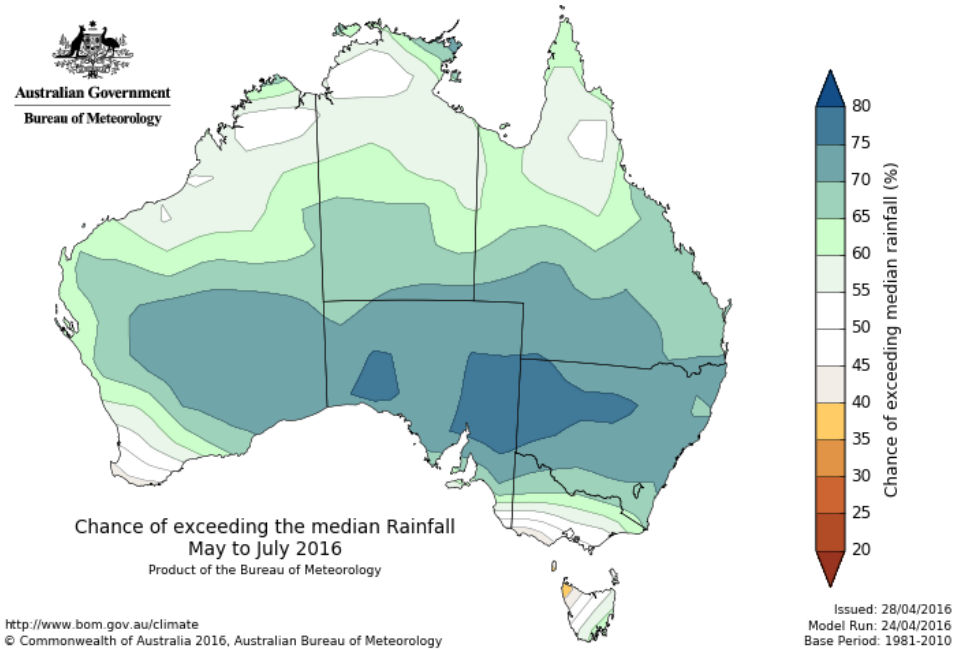 Australian Government
Bureau of Meteorology
80
75
70
65
60
55
50
45
40
35
30
25
20
Chance of exceeding median rainfall (%)
Chance of exceeding the median Rainfall
May to July 2016
Product of the Bureau of Meteorology
http://www.bom.gov.au/climate
© Commonwealth of Australia 2016, Australian Bureau of Meteorology
Issued: 28/04/2016
Model Run: 24/04/2016
Base Period: 1981-2010